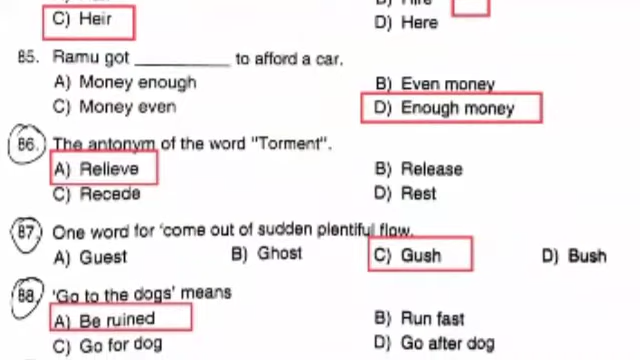 C) Heir
D) Here
85. Ramu got __________ to afford a car.
A) Money enough
B) Even money
C) Money even
D) Enough money
86. The antonym of the word "Torment".
A) Relieve
B) Release
C) Recede
D) Rest
87. One word for 'come out of sudden plentiful flow.
A) Guest B) Ghost C) Gush D) Bush
88. 'Go to the dogs' means
A) Be ruined
B) Run fast
C) Go for dog
D) Go after dog